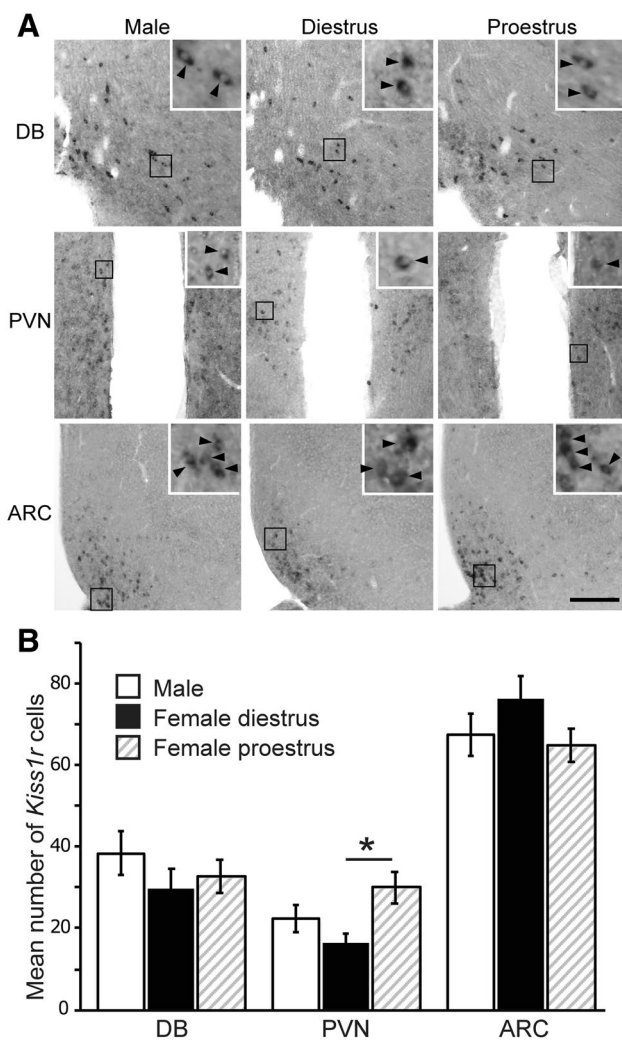 A
Male Diestrus Proestrus
DB
PVN
ARC
B
Mean number of Kiss1r cells
80
60
40
20
0
Male
Female diestrus
Female proestrus
*
DB PVN ARC